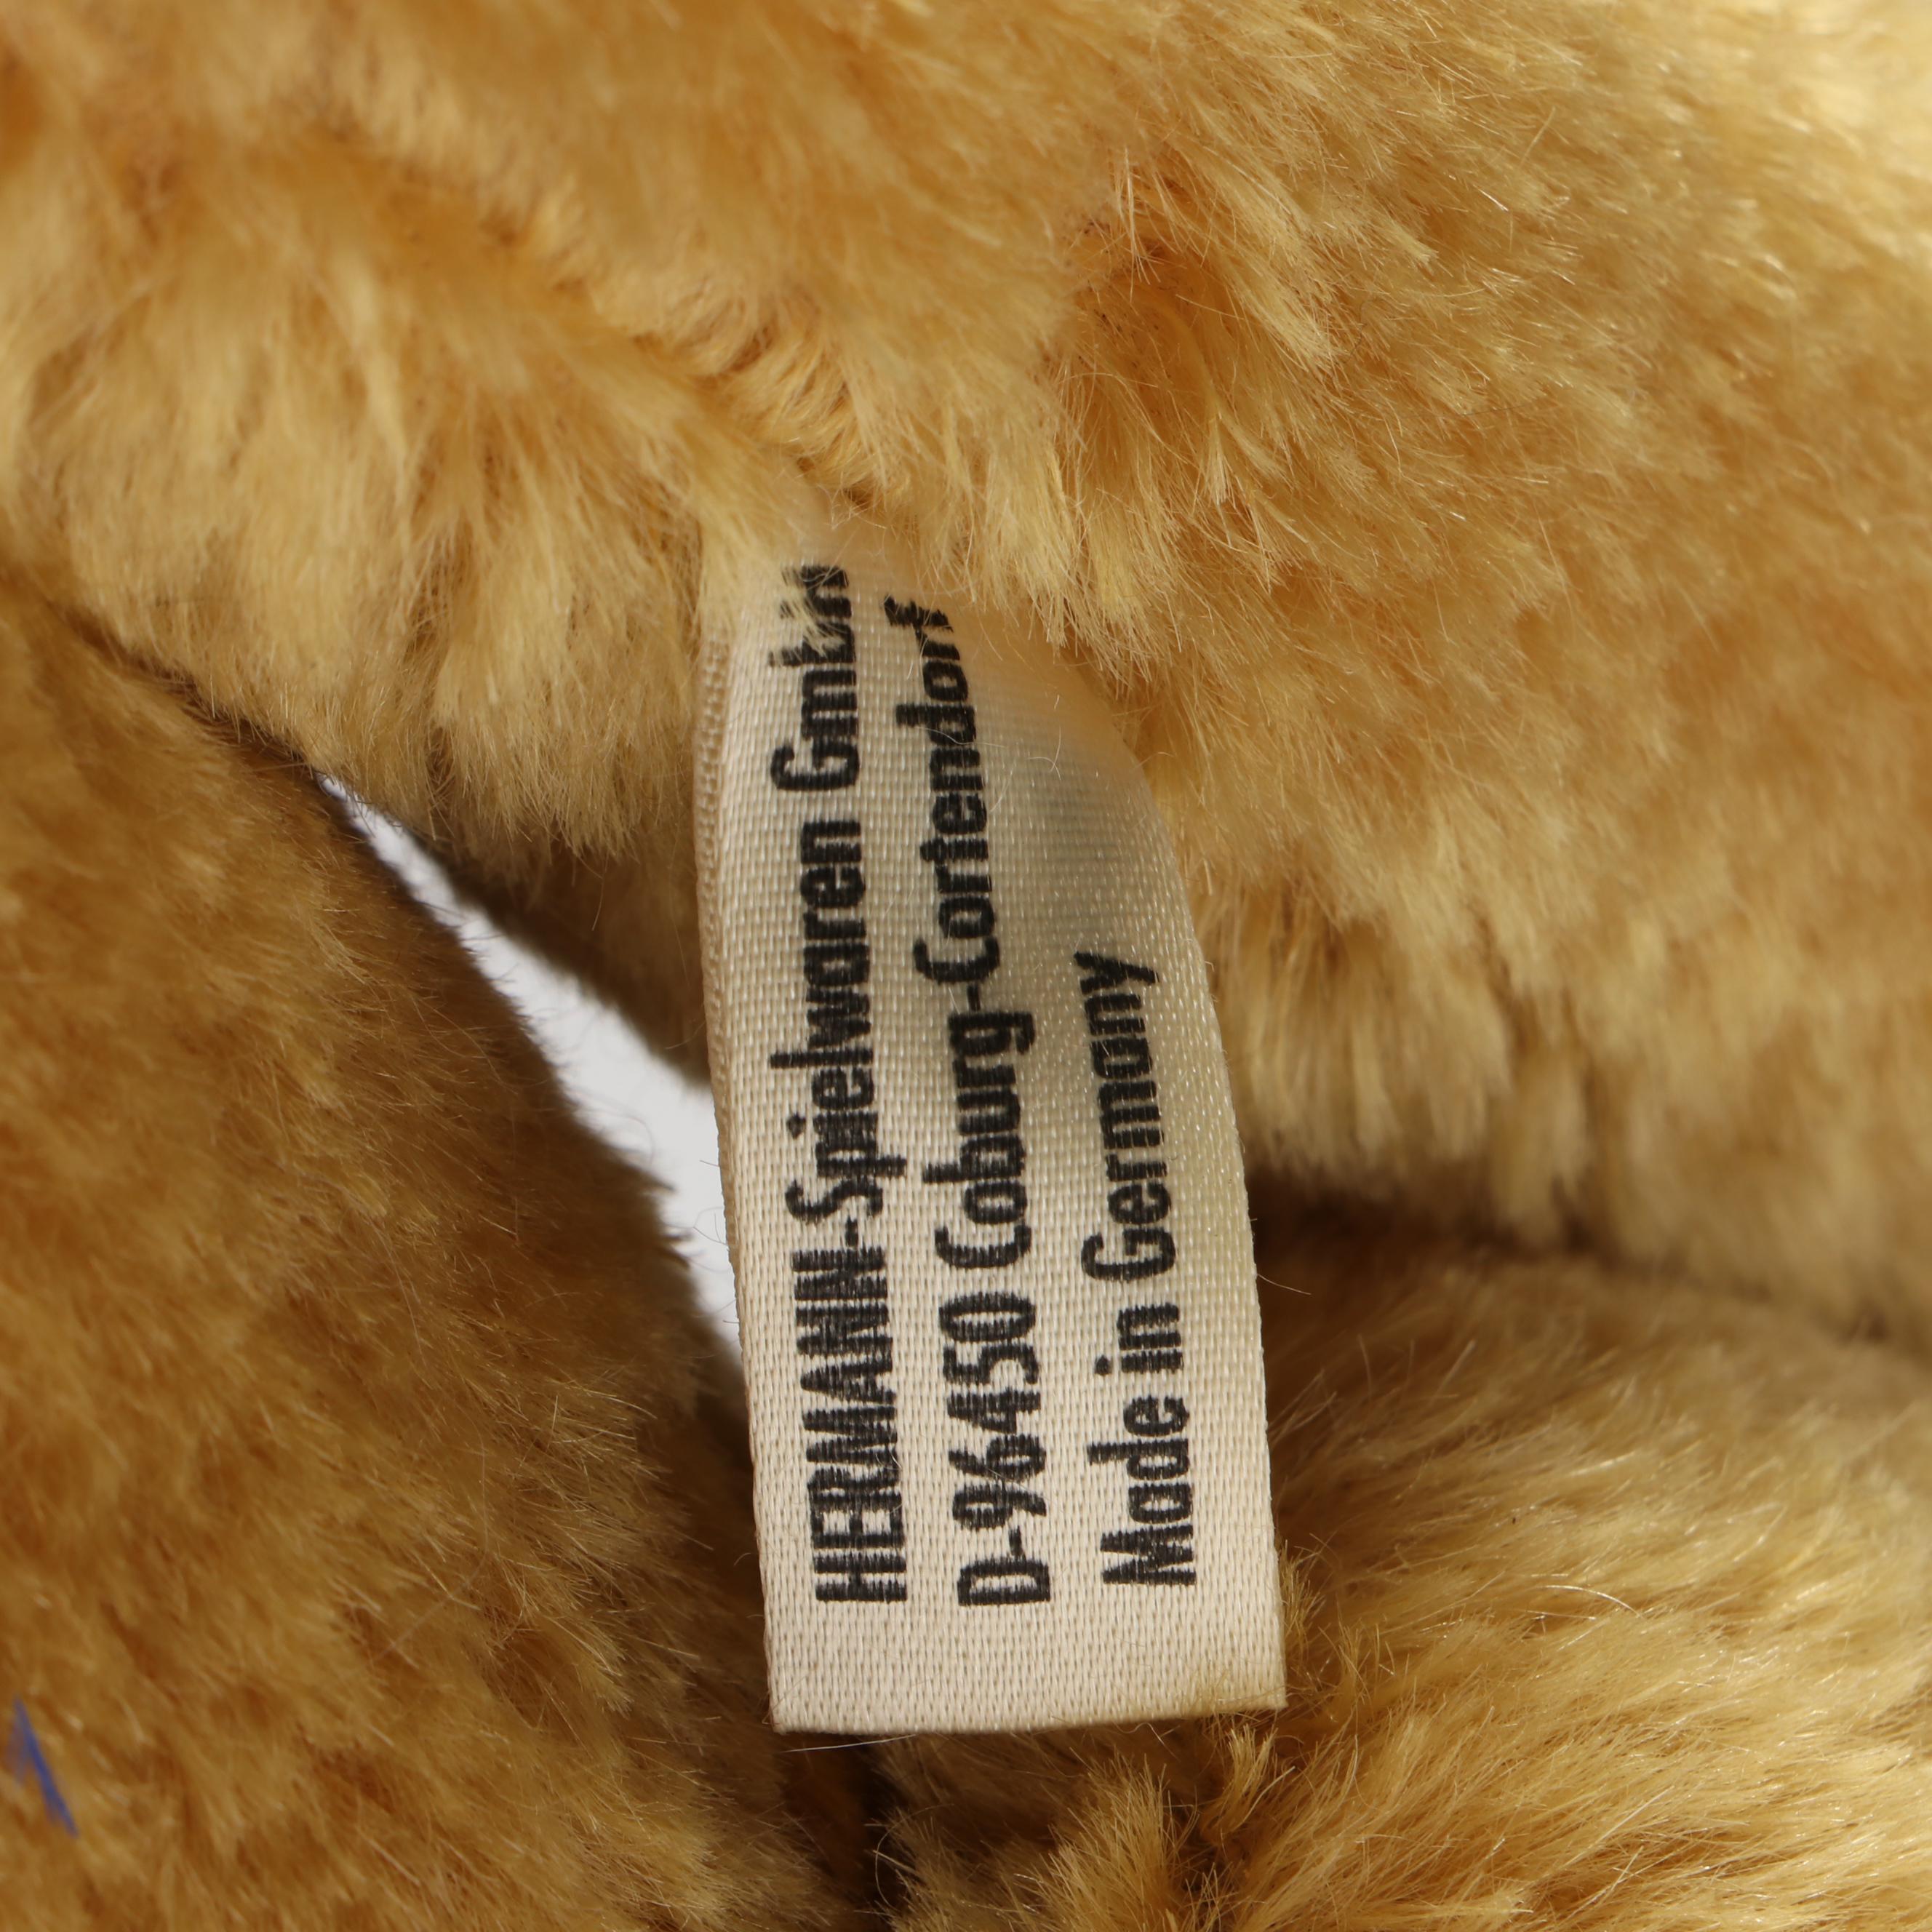 HERMANN-Spielwaren GmbH
D-96450 Coburg-Cortendorf
Made in Germany